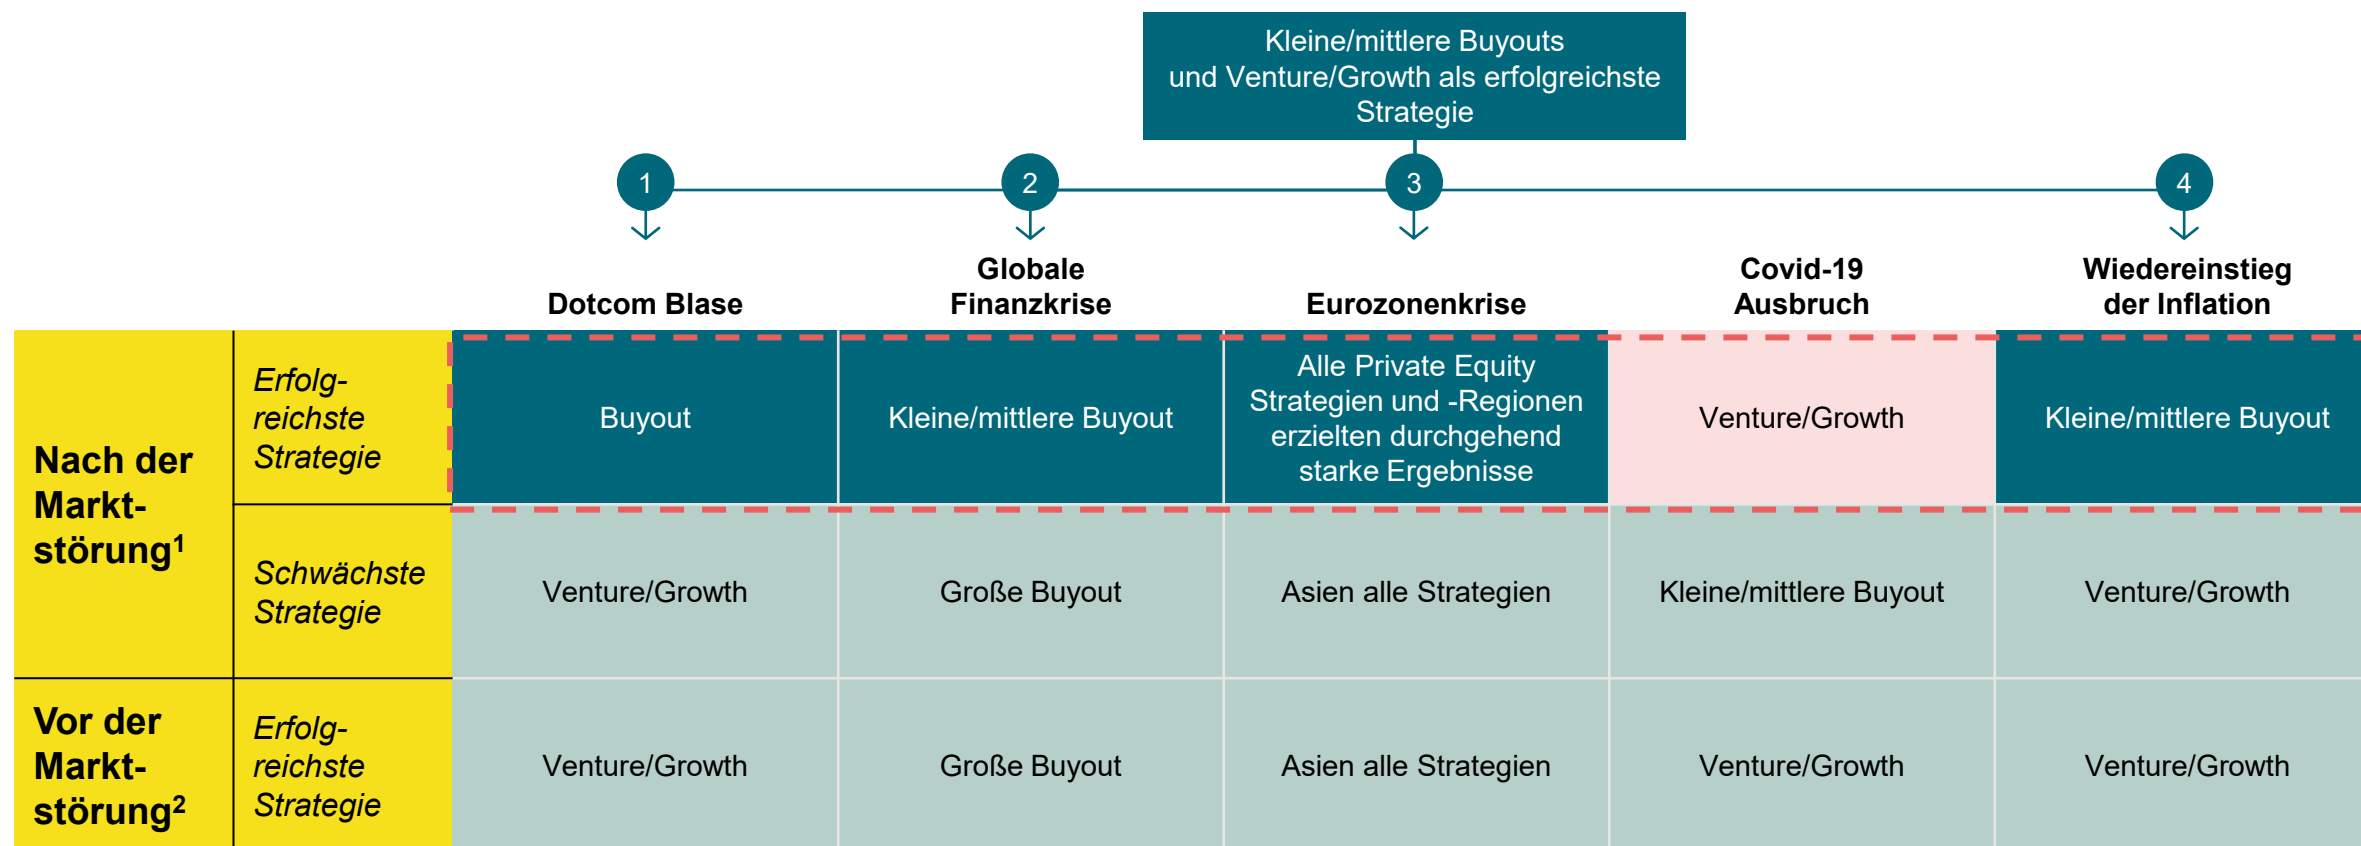 Kleine/mittlere Buyouts
und Venture/Growth als erfolgreichste
Strategie
1
2
3
4
Dotcom Blase
Globale
Finanzkrise
Eurozonenkrise
Covid-19
Ausbruch
Wiedereinstieg
der Inflation
Nach der
Markt-
störung¹
Erfolg-
reichste
Strategie
Buyout
Kleine/mittlere Buyout
Alle Private Equity
Strategien und -Regionen
erzielten durchgehend
starke Ergebnisse
Venture/Growth
Kleine/mittlere Buyout
Schwächste
Strategie
Venture/Growth
Große Buyout
Asien alle Strategien
Kleine/mittlere Buyout
Venture/Growth
Vor der
Markt-
störung²
Erfolg-
reichste
Strategie
Venture/Growth
Große Buyout
Asien alle Strategien
Venture/Growth
Venture/Growth